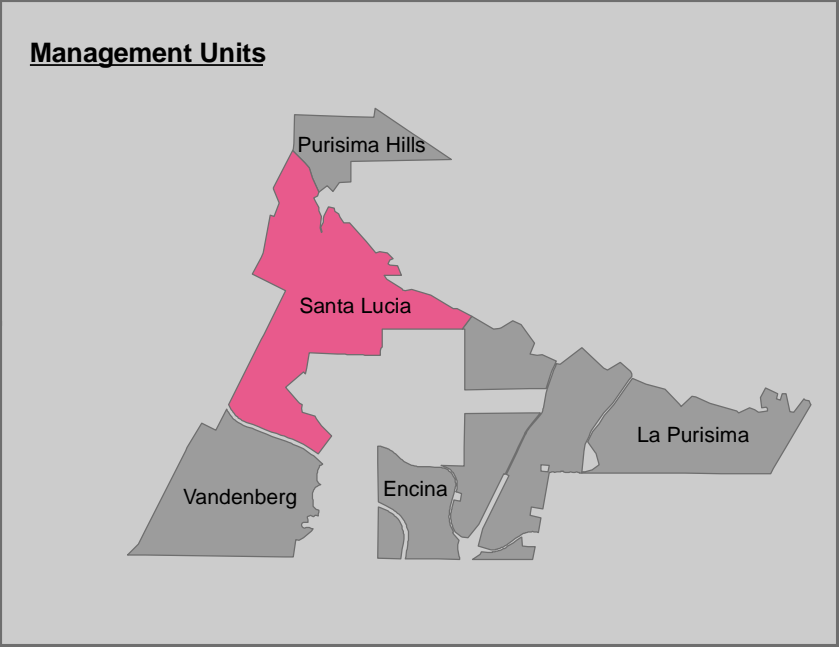 Management Units
Purisima Hills
Santa Lucia
La Purisima
Encina
Vandenberg